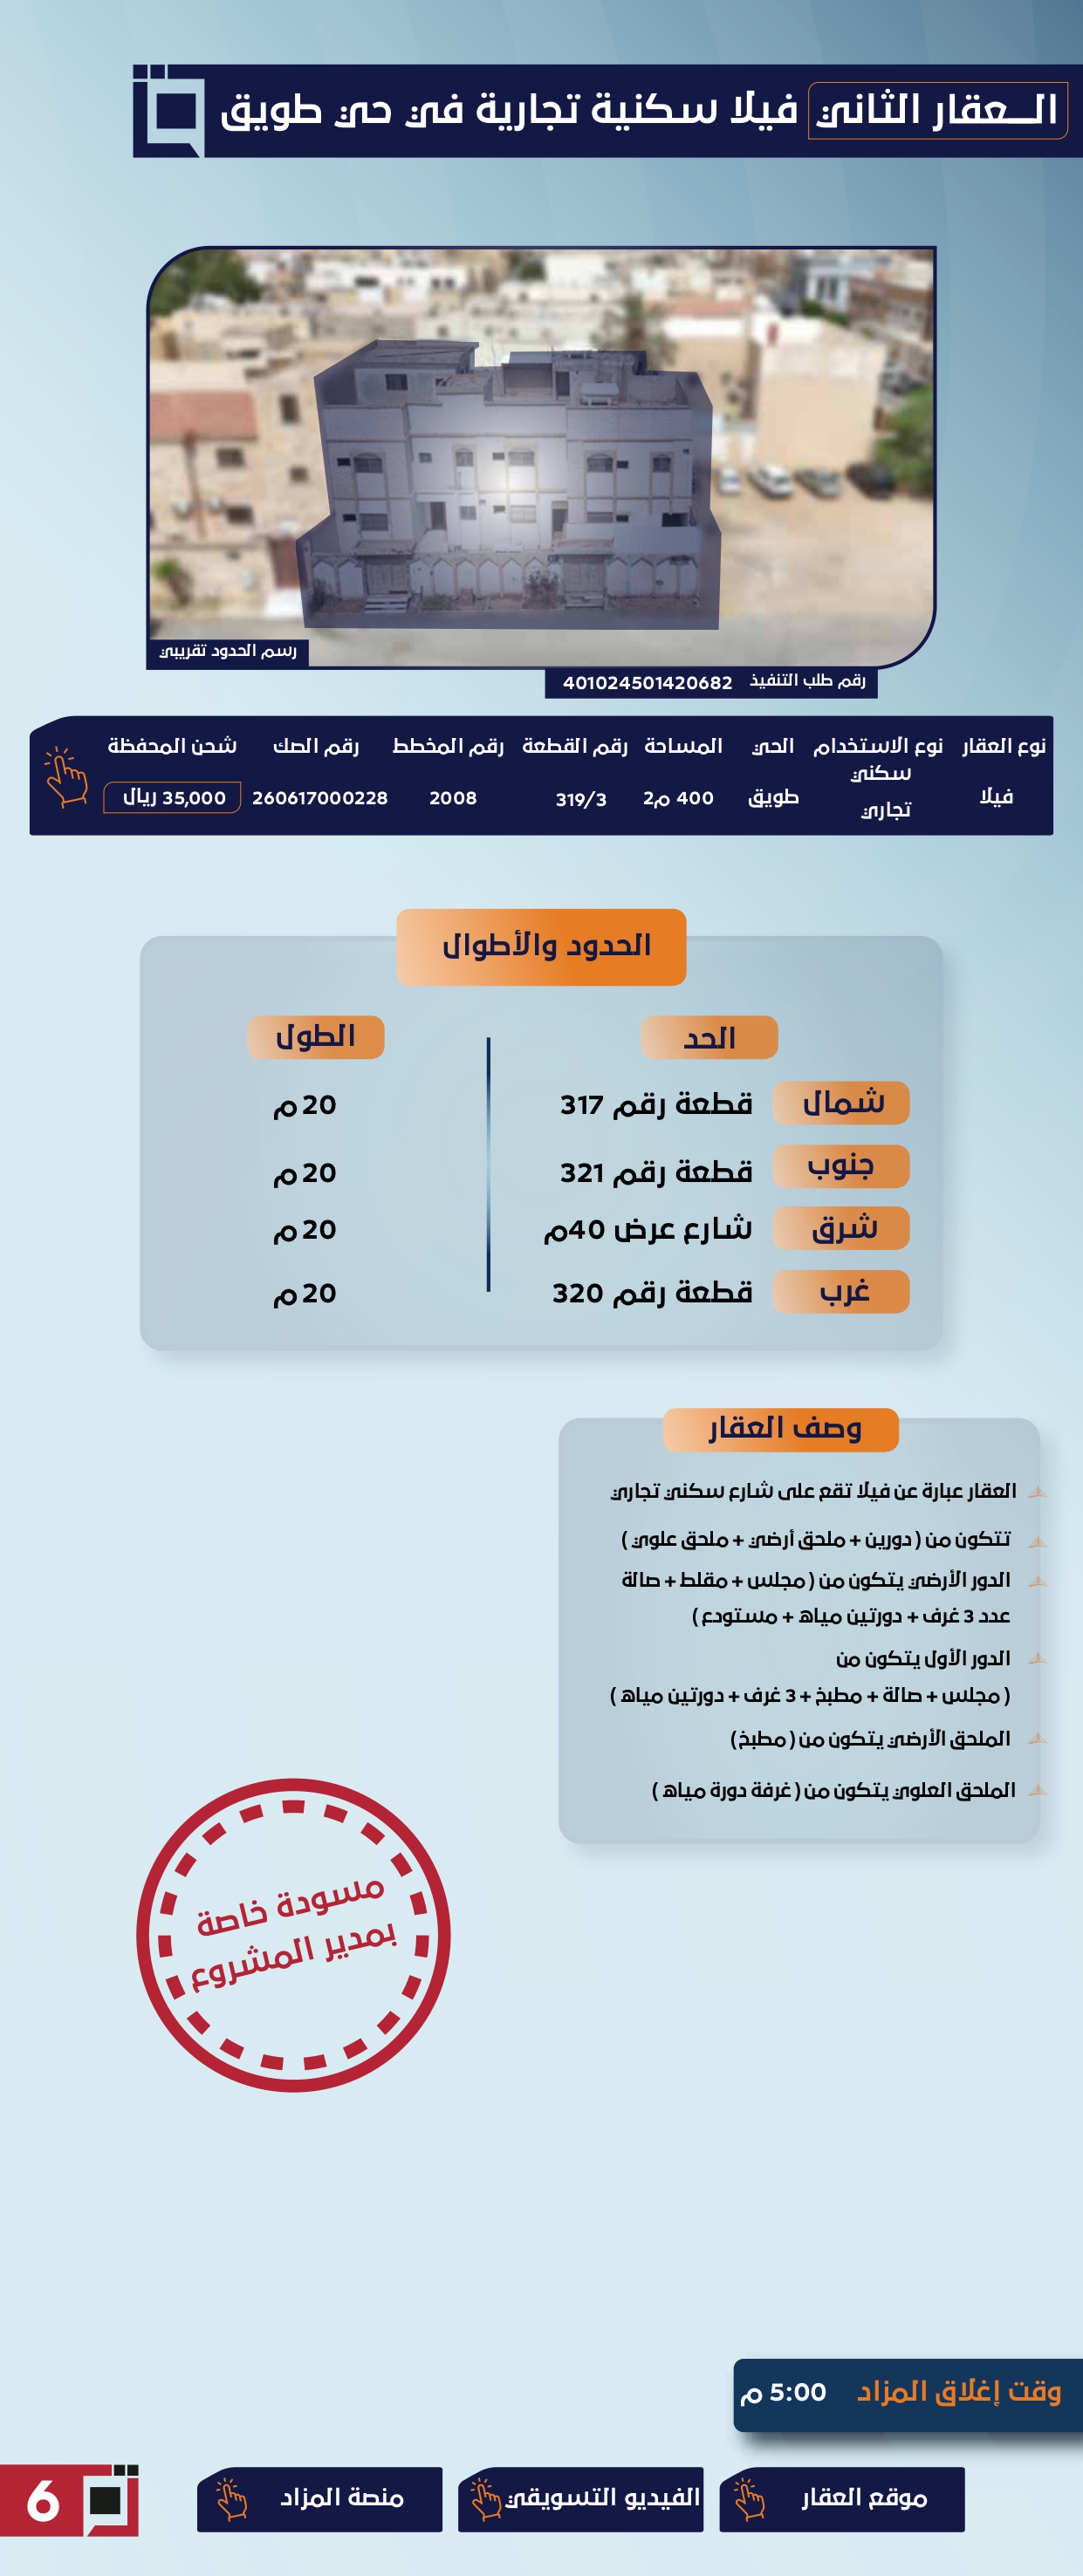 العقار الثاني فيلا سكنية تجارية في حي طويق
رسم الحدود تقريبي
رقم طلب التنفيذ 401024501420682
نوع العقار نوع الاستخدام الحي المساحة رقم القطعة رقم المخطط رقم الصك شحن المحفظة
فيلا سكني تجاري طويق 400 م2 319/3 2008 260617000228 35,000 ريال
الحدود والأطوال
الحد الطول
شمال قطعة رقم 317 20 م
جنوب قطعة رقم 321 20 م
شرق شارع عرض 40م 20 م
غرب قطعة رقم 320 20 م
وصف العقار
العقار عبارة عن فيلا تقع على شارع سكني تجاري
تتكون من ( دورين + ملحق أرضي + ملحق علوي )
الدور الأرضي يتكون من ( مجلس + مقلط + صالة
عدد 3 غرف + دورتين مياه + مستودع )
الدور الأول يتكون من
( مجلس + صالة + مطبخ + 3 غرف + دورتين مياه )
الملحق الأرضي يتكون من ( مطبخ )
الملحق العلوي يتكون من ( غرفة دورة مياه )
مسودة خاصة
بمدير المشروع
وقت إغلاق المزاد 5:00 م
موقع العقار الفيديو التسويقي منصة المزاد
6